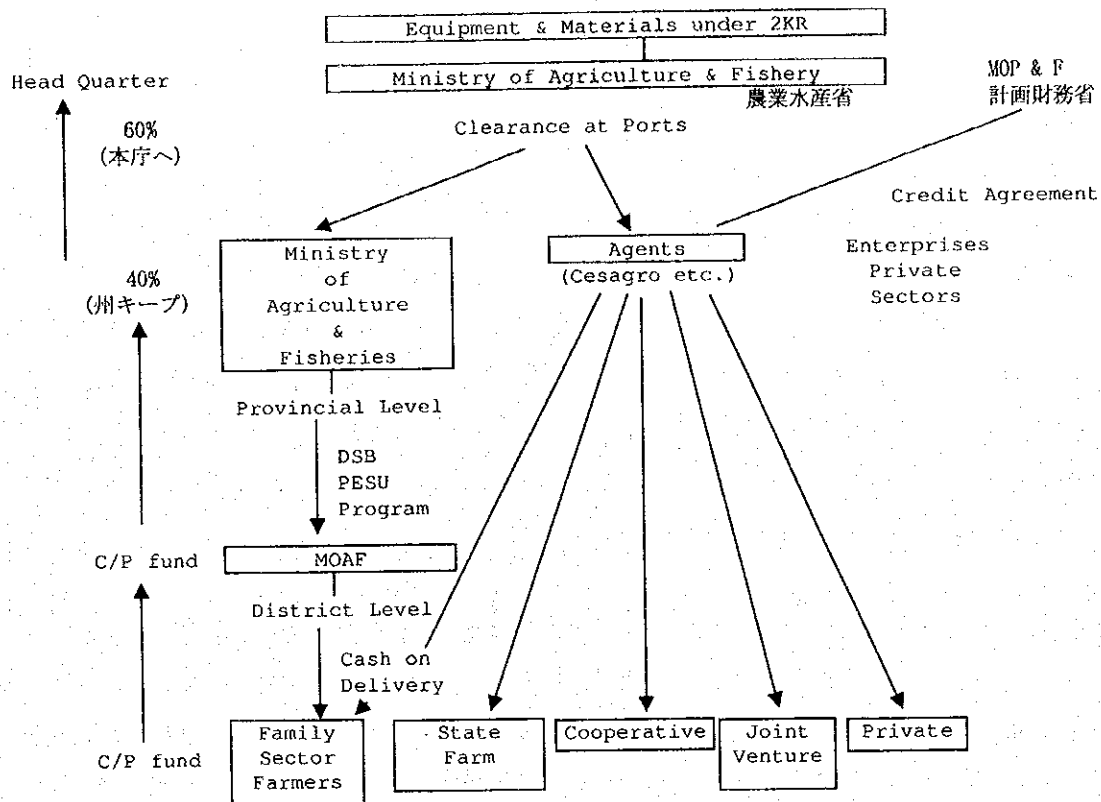 Equipment & Materials under 2KR
Ministry of Agriculture & Fishery
農業水産省
Head Quarter
MOP & F
計画財務省
60%
(本庁へ)
Clearance at Ports
Credit Agreement
Ministry
of
Agriculture
&
Fisheries
Agents
(Cesagro etc.)
Enterprises
Private
Sectors
40%
(州キープ)
Provincial Level
DSB
PESU
Program
C/P fund
MOAF
District Level
Cash on
Delivery
C/P fund
Family
Sector
Farmers
State
Farm
Cooperative
Joint
Venture
Private